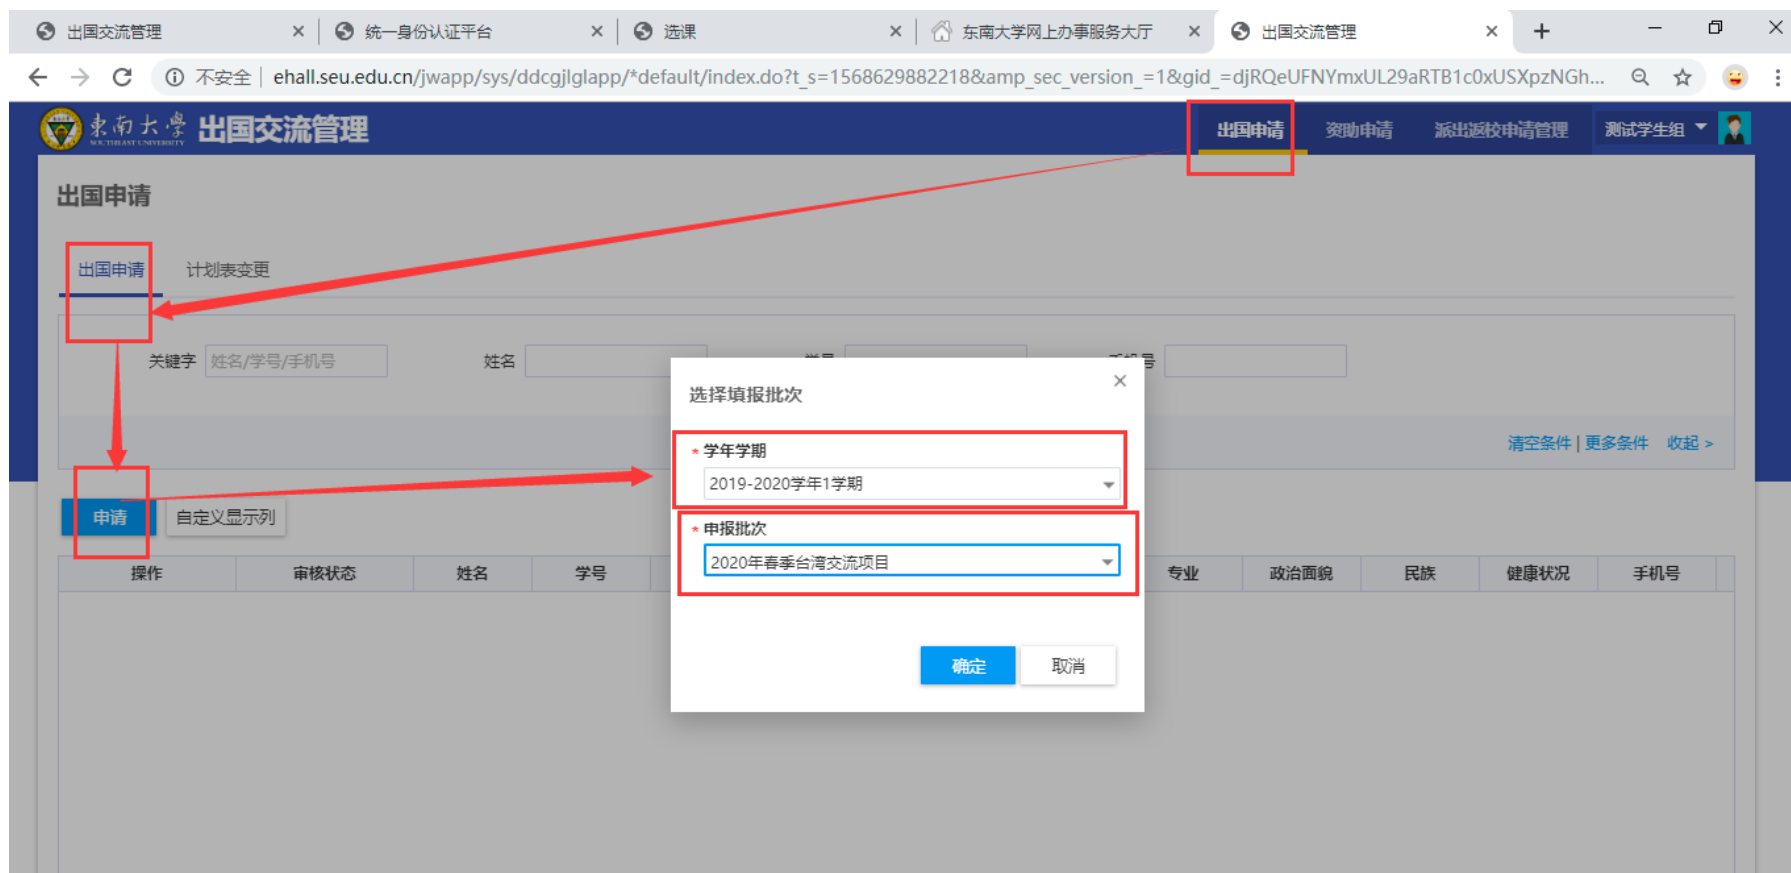 出国交流管理
统一身份认证平台
选课
东南大学网上办事服务大厅
出国交流管理
不安全 | ehall.seu.edu.cn/jwapp/sys/ddcgjlglapp/*default/index.do?t_s=1568629882218&amp_sec_version_=1&gid_=djRQeUFNYmxUL29aRTB1c0xUSXpzNGh...
東南大學 出国交流管理
SOUTHEAST UNIVERSITY
出国申请 资助申请 派出返校申请管理 测试学生组
出国申请
出国申请 计划表变更
关键字 姓名/学号/手机号 姓名 学号 手机号
清空条件 | 更多条件 收起 >
申请 自定义显示列
操作 审核状态 姓名 学号 专业 政治面貌 民族 健康状况 手机号
选择填报批次
* 学年学期
2019-2020学年1学期
* 申报批次
2020年春季台湾交流项目
确定 取消